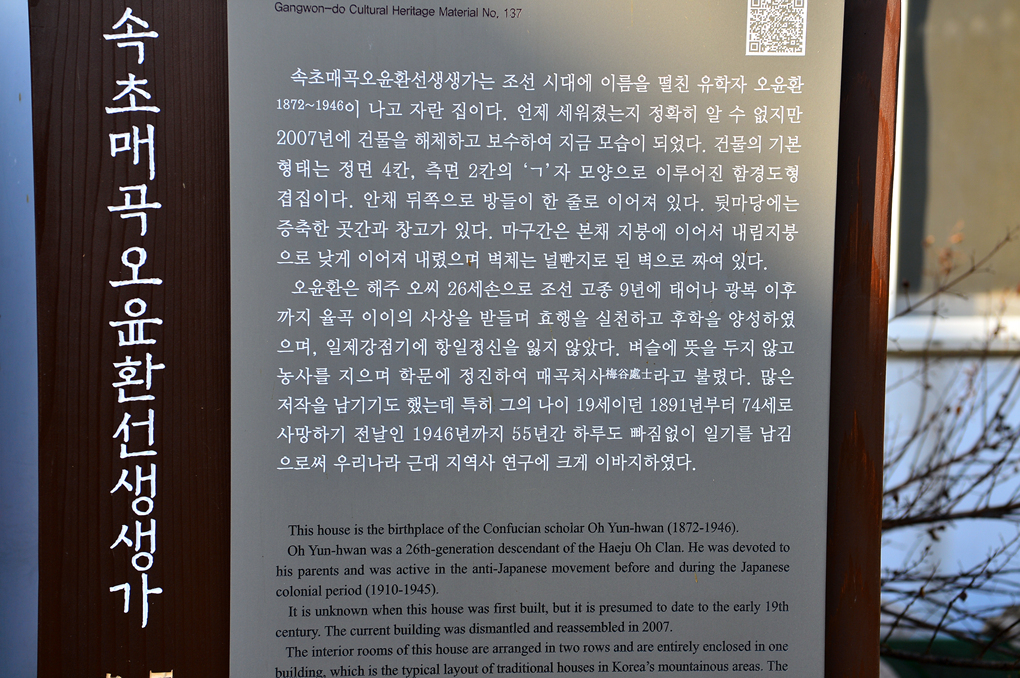 속초매곡오윤환선생생가
Gangwon-do Cultural Heritage Material No. 137
속초매곡오윤환선생생가는 조선 시대에 이름을 떨친 유학자 오윤환
1872~1946이 나고 자란 집이다. 언제 세워졌는지 정확히 알 수 없지만
2007년에 건물을 해체하고 보수하여 지금 모습이 되었다. 건물의 기본
형태는 정면 4칸, 측면 2칸의 ‘ㄱ’자 모양으로 이루어진 함경도형
겹집이다. 안채 뒤쪽으로 방들이 한 줄로 이어져 있다. 뒷마당에는
증축한 곳간과 창고가 있다. 마구간은 본채 지붕에 이어서 내림지붕
으로 낮게 이어져 내렸으며 벽체는 널빤지로 된 벽으로 짜여 있다.
오윤환은 해주 오씨 26세손으로 조선 고종 9년에 태어나 광복 이후
까지 율곡 이이의 사상을 받들며 효행을 실천하고 후학을 양성하였
으며, 일제강점기에 항일정신을 잃지 않았다. 벼슬에 뜻을 두지 않고
농사를 지으며 학문에 정진하여 매곡처사梅谷處士라고 불렸다. 많은
저작을 남기기도 했는데 특히 그의 나이 19세이던 1891년부터 74세로
사망하기 전날인 1946년까지 55년간 하루도 빠짐없이 일기를 남김
으로써 우리나라 근대 지역사 연구에 크게 이바지하였다.
This house is the birthplace of the Confucian scholar Oh Yun-hwan (1872-1946).
Oh Yun-hwan was a 26th-generation descendant of the Haeju Oh Clan. He was devoted to
his parents and was active in the anti-Japanese movement before and during the Japanese
colonial period (1910-1945).
It is unknown when this house was first built, but it is presumed to date to the early 19th
century. The current building was dismantled and reassembled in 2007.
The interior rooms of this house are arranged in two rows and are entirely enclosed in one
building, which is the typical layout of traditional houses in Korea’s mountainous areas. The